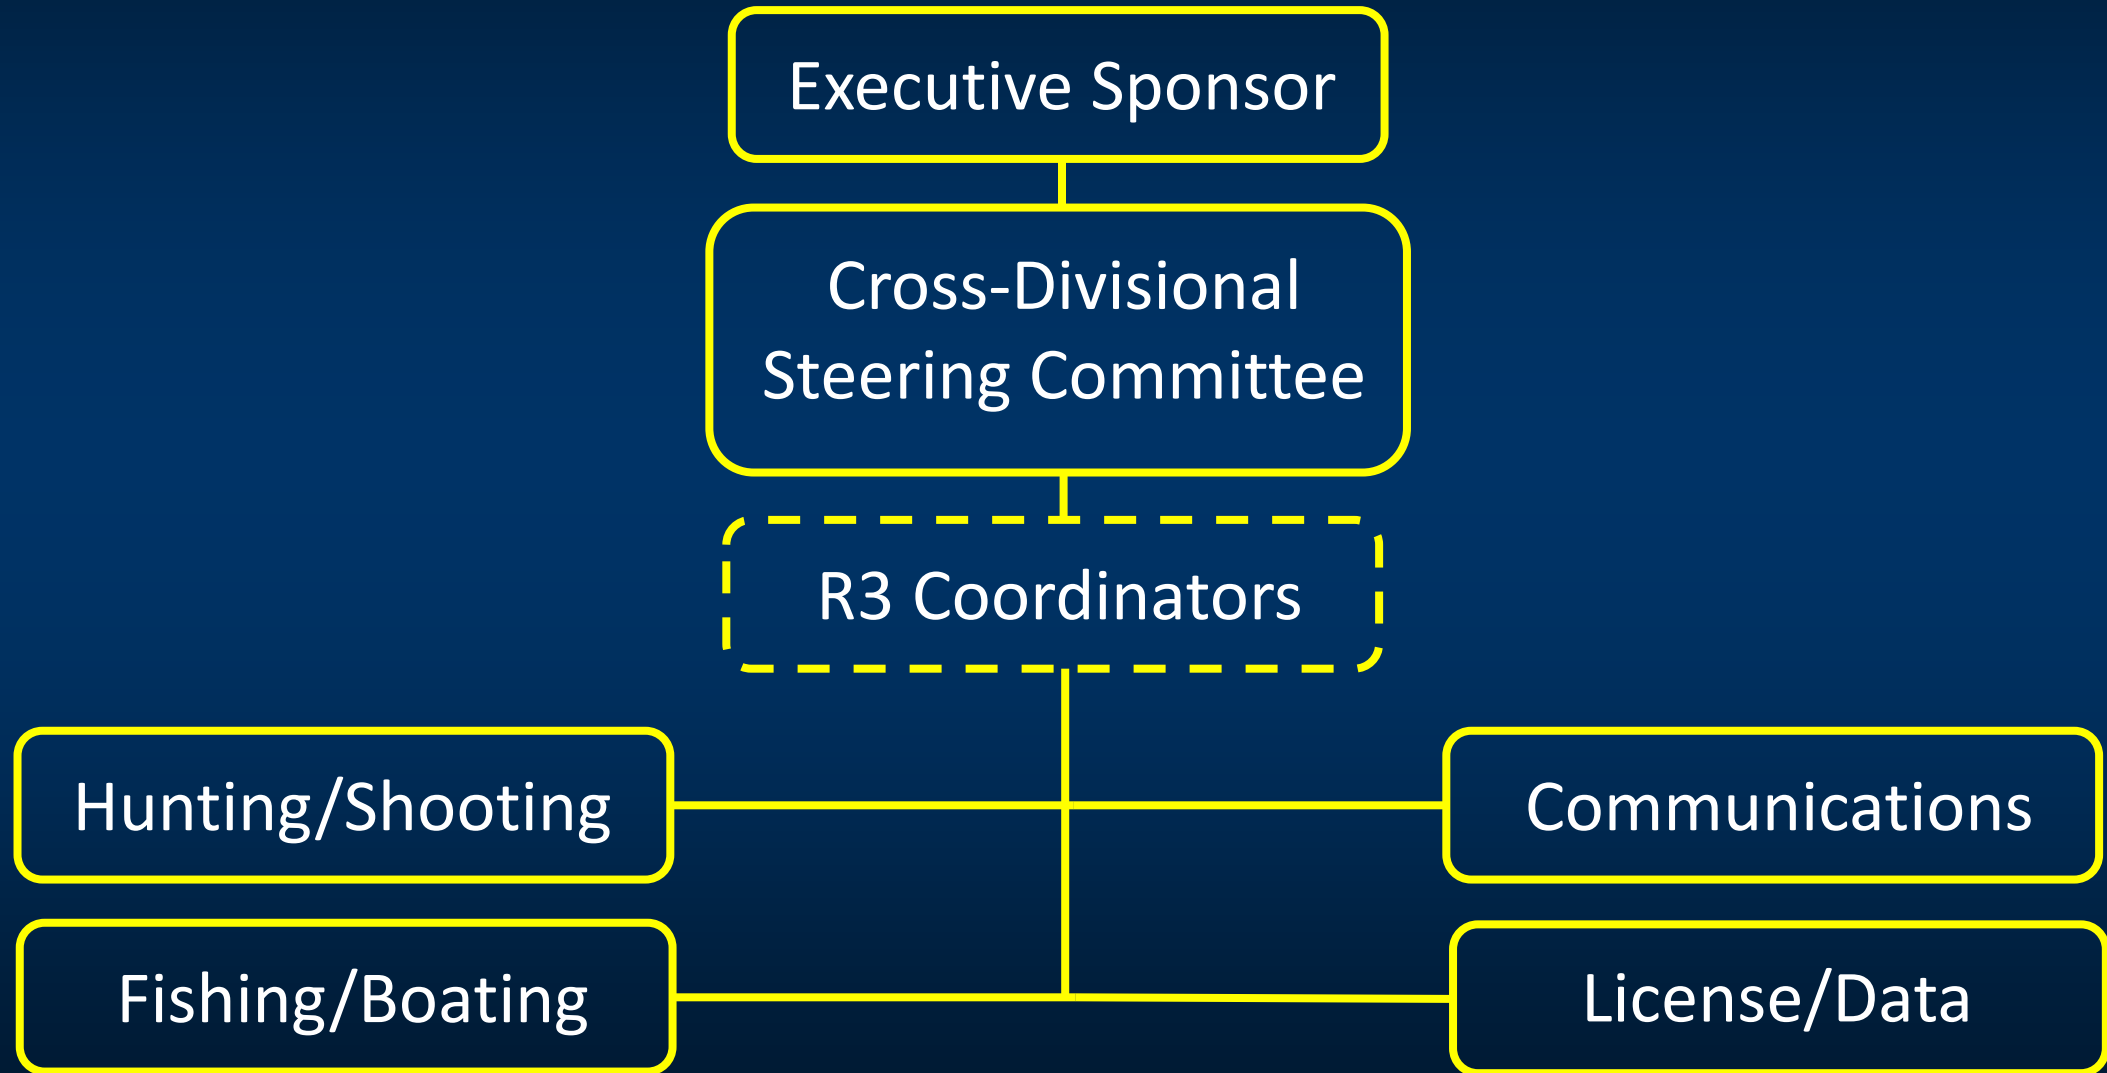 Executive Sponsor
Cross-Divisional
Steering Committee
R3 Coordinators
Hunting/Shooting
Communications
Fishing/Boating
License/Data